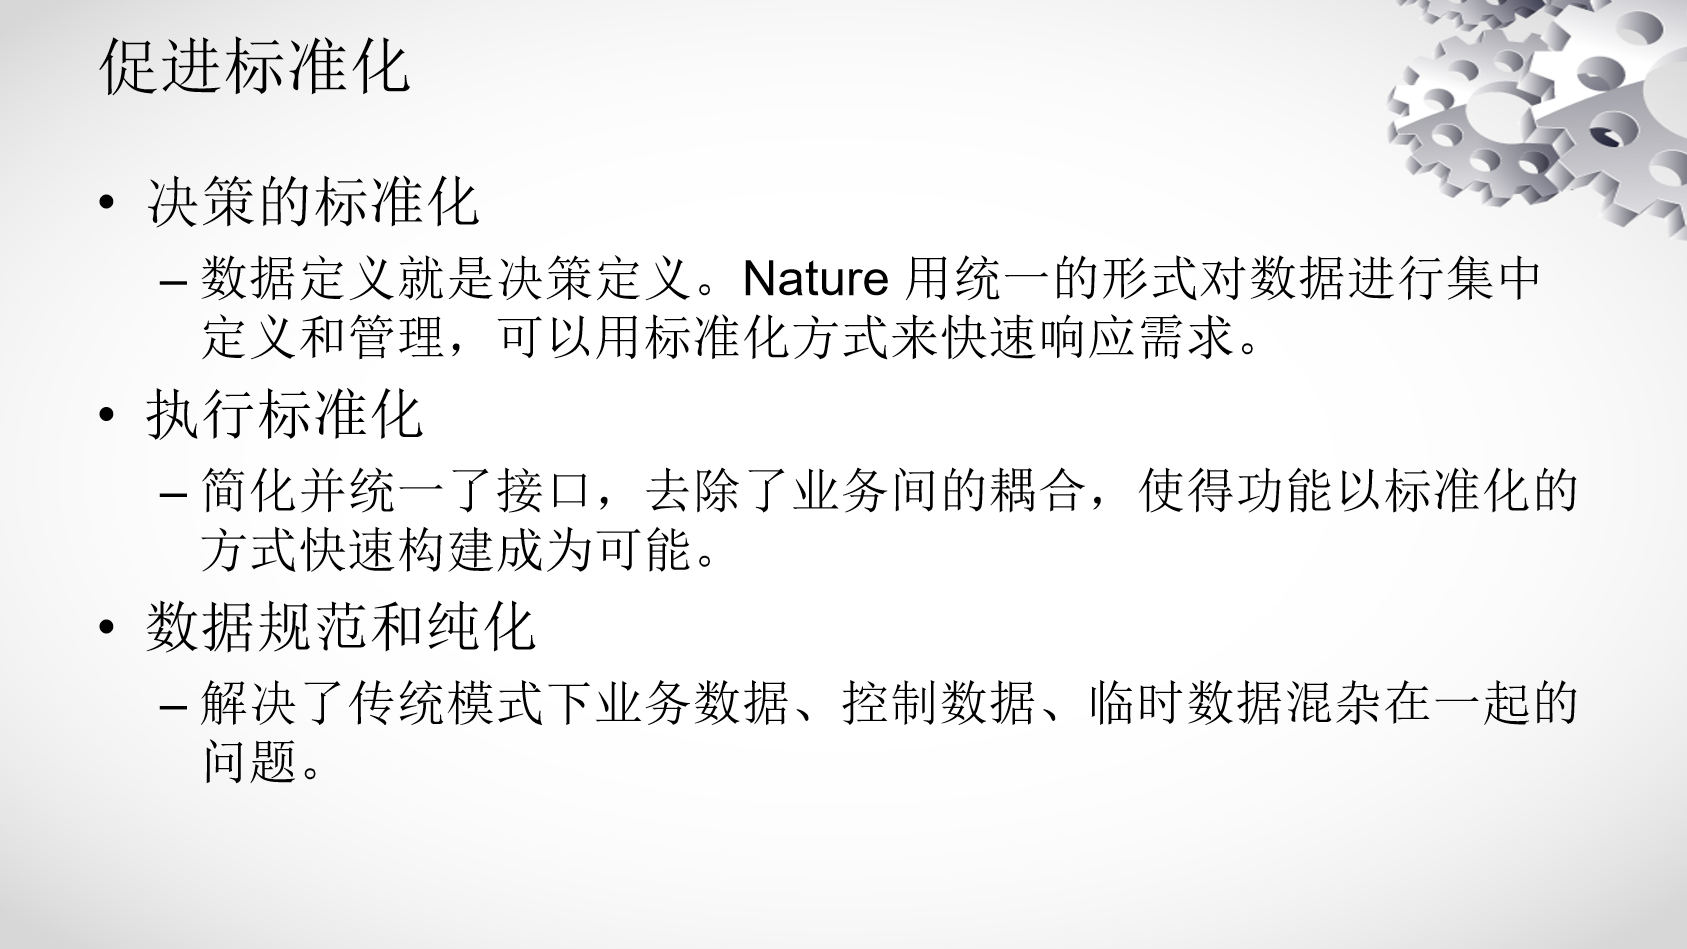 促进标准化
• 决策的标准化
– 数据定义就是决策定义。Nature 用统一的形式对数据进行集中
定义和管理，可以用标准化方式来快速响应需求。
• 执行标准化
– 简化并统一了接口，去除了业务间的耦合，使得功能以标准化的
方式快速构建成为可能。
• 数据规范和纯化
– 解决了传统模式下业务数据、控制数据、临时数据混杂在一起的
问题。